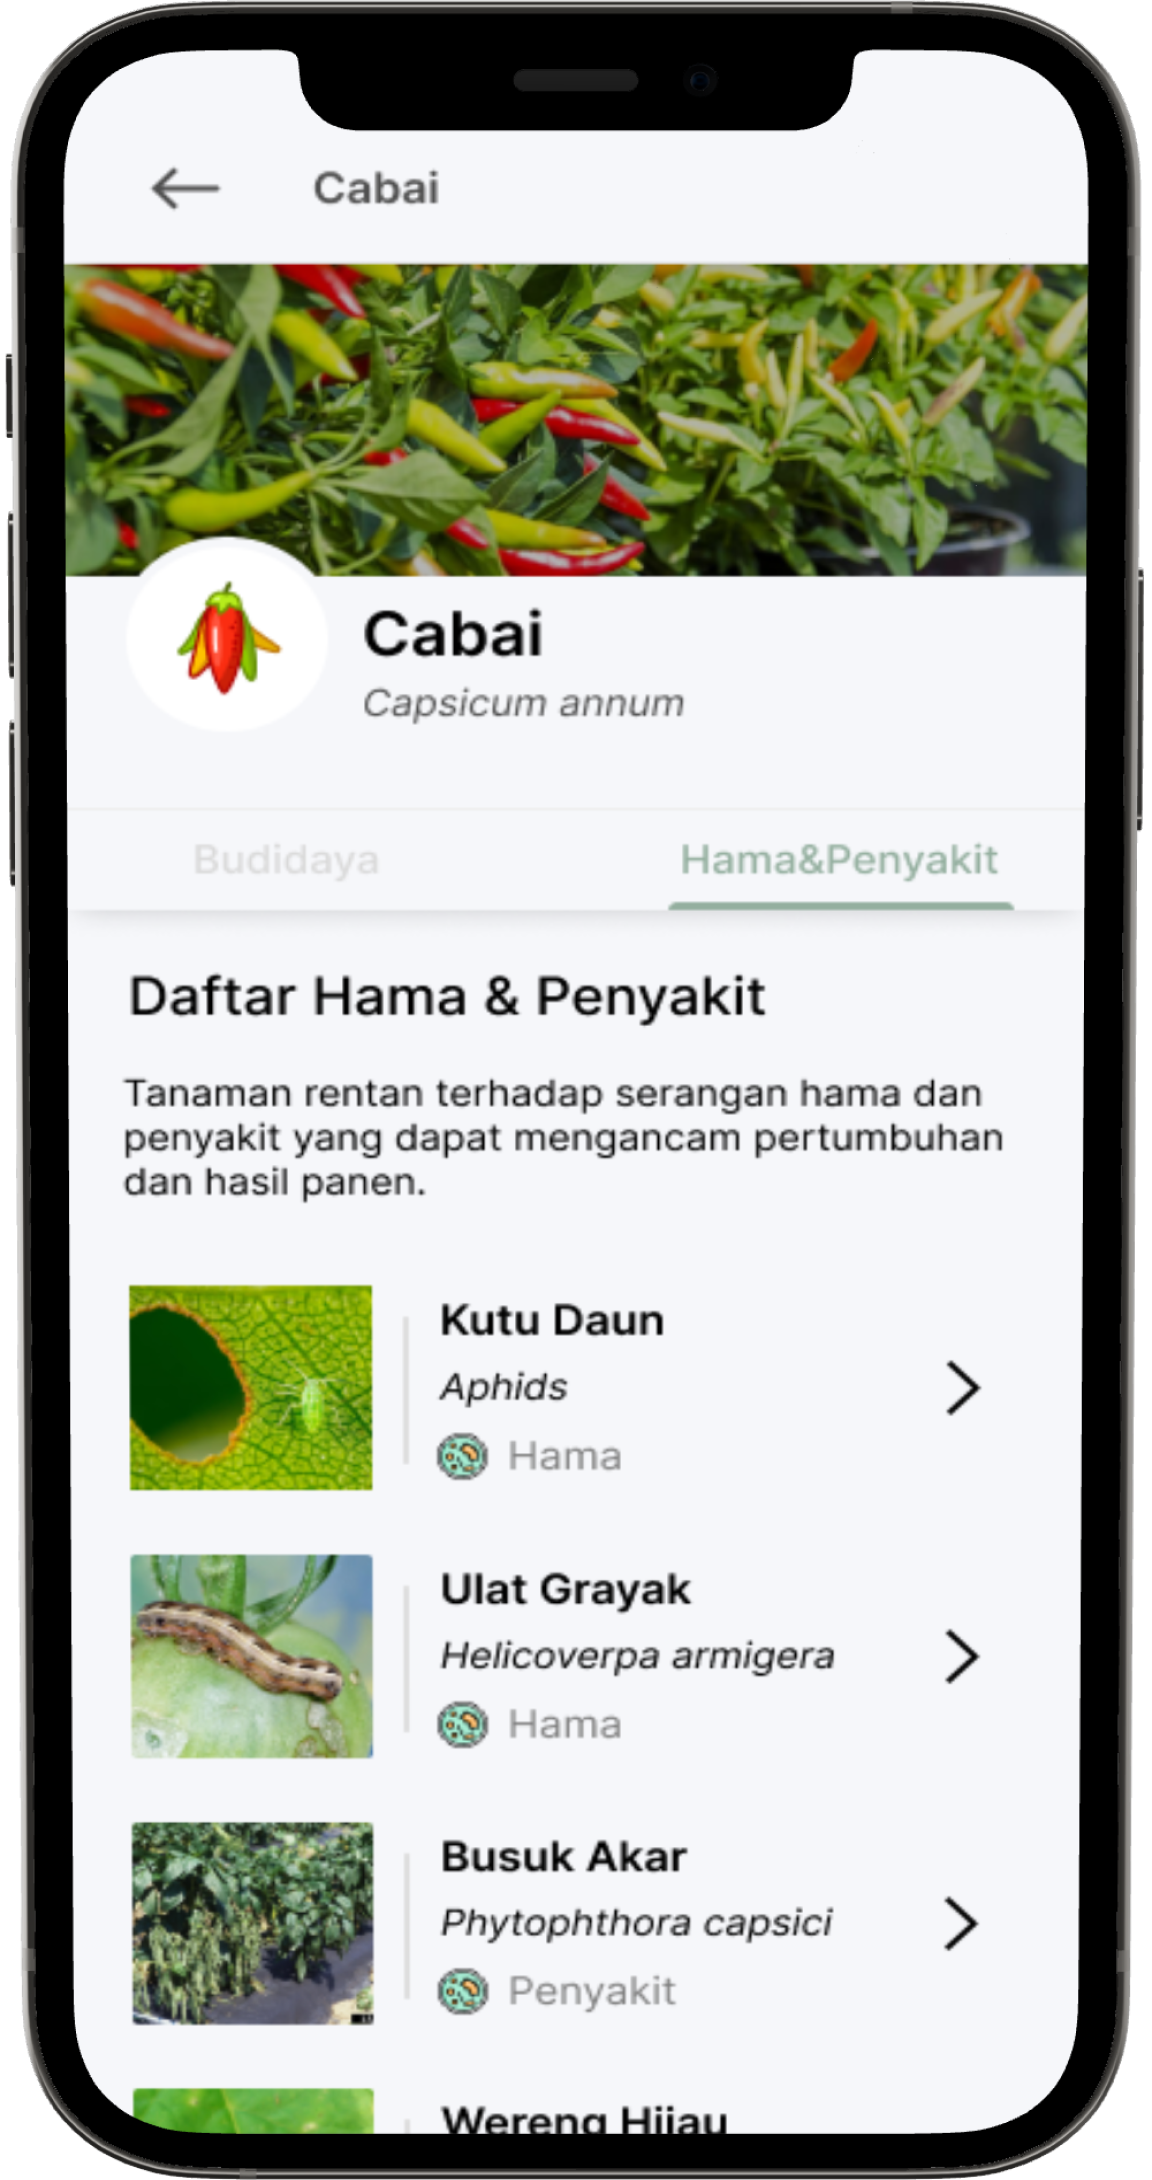 Cabai
Cabai
Capsicum annum
Budidaya
Hama&Penyakit
Daftar Hama & Penyakit
Tanaman rentan terhadap serangan hama dan
penyakit yang dapat mengancam pertumbuhan
dan hasil panen.
Kutu Daun
Aphids
Hama
Ulat Grayak
Helicoverpa armigera
Hama
Busuk Akar
Phytophthora capsici
Penyakit
Wereng Hijau